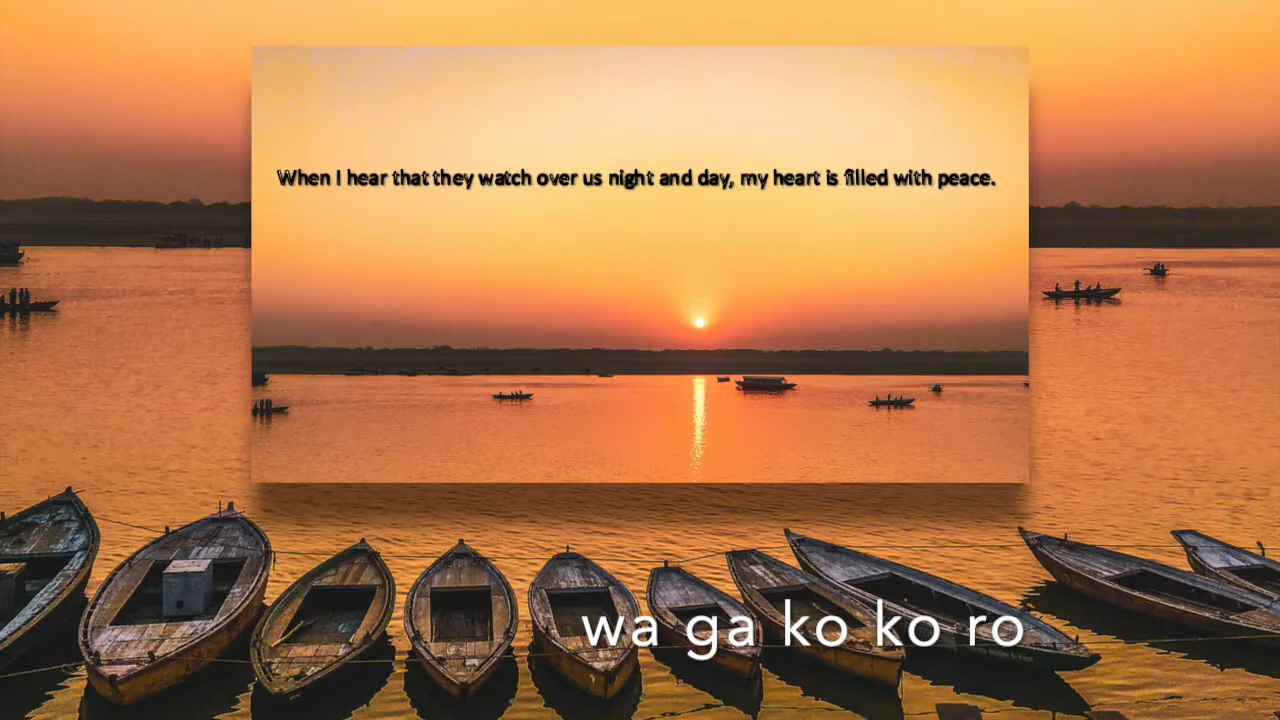 When I hear that they watch over us night and day, my heart is filled with peace.
wa ga ko ko ro